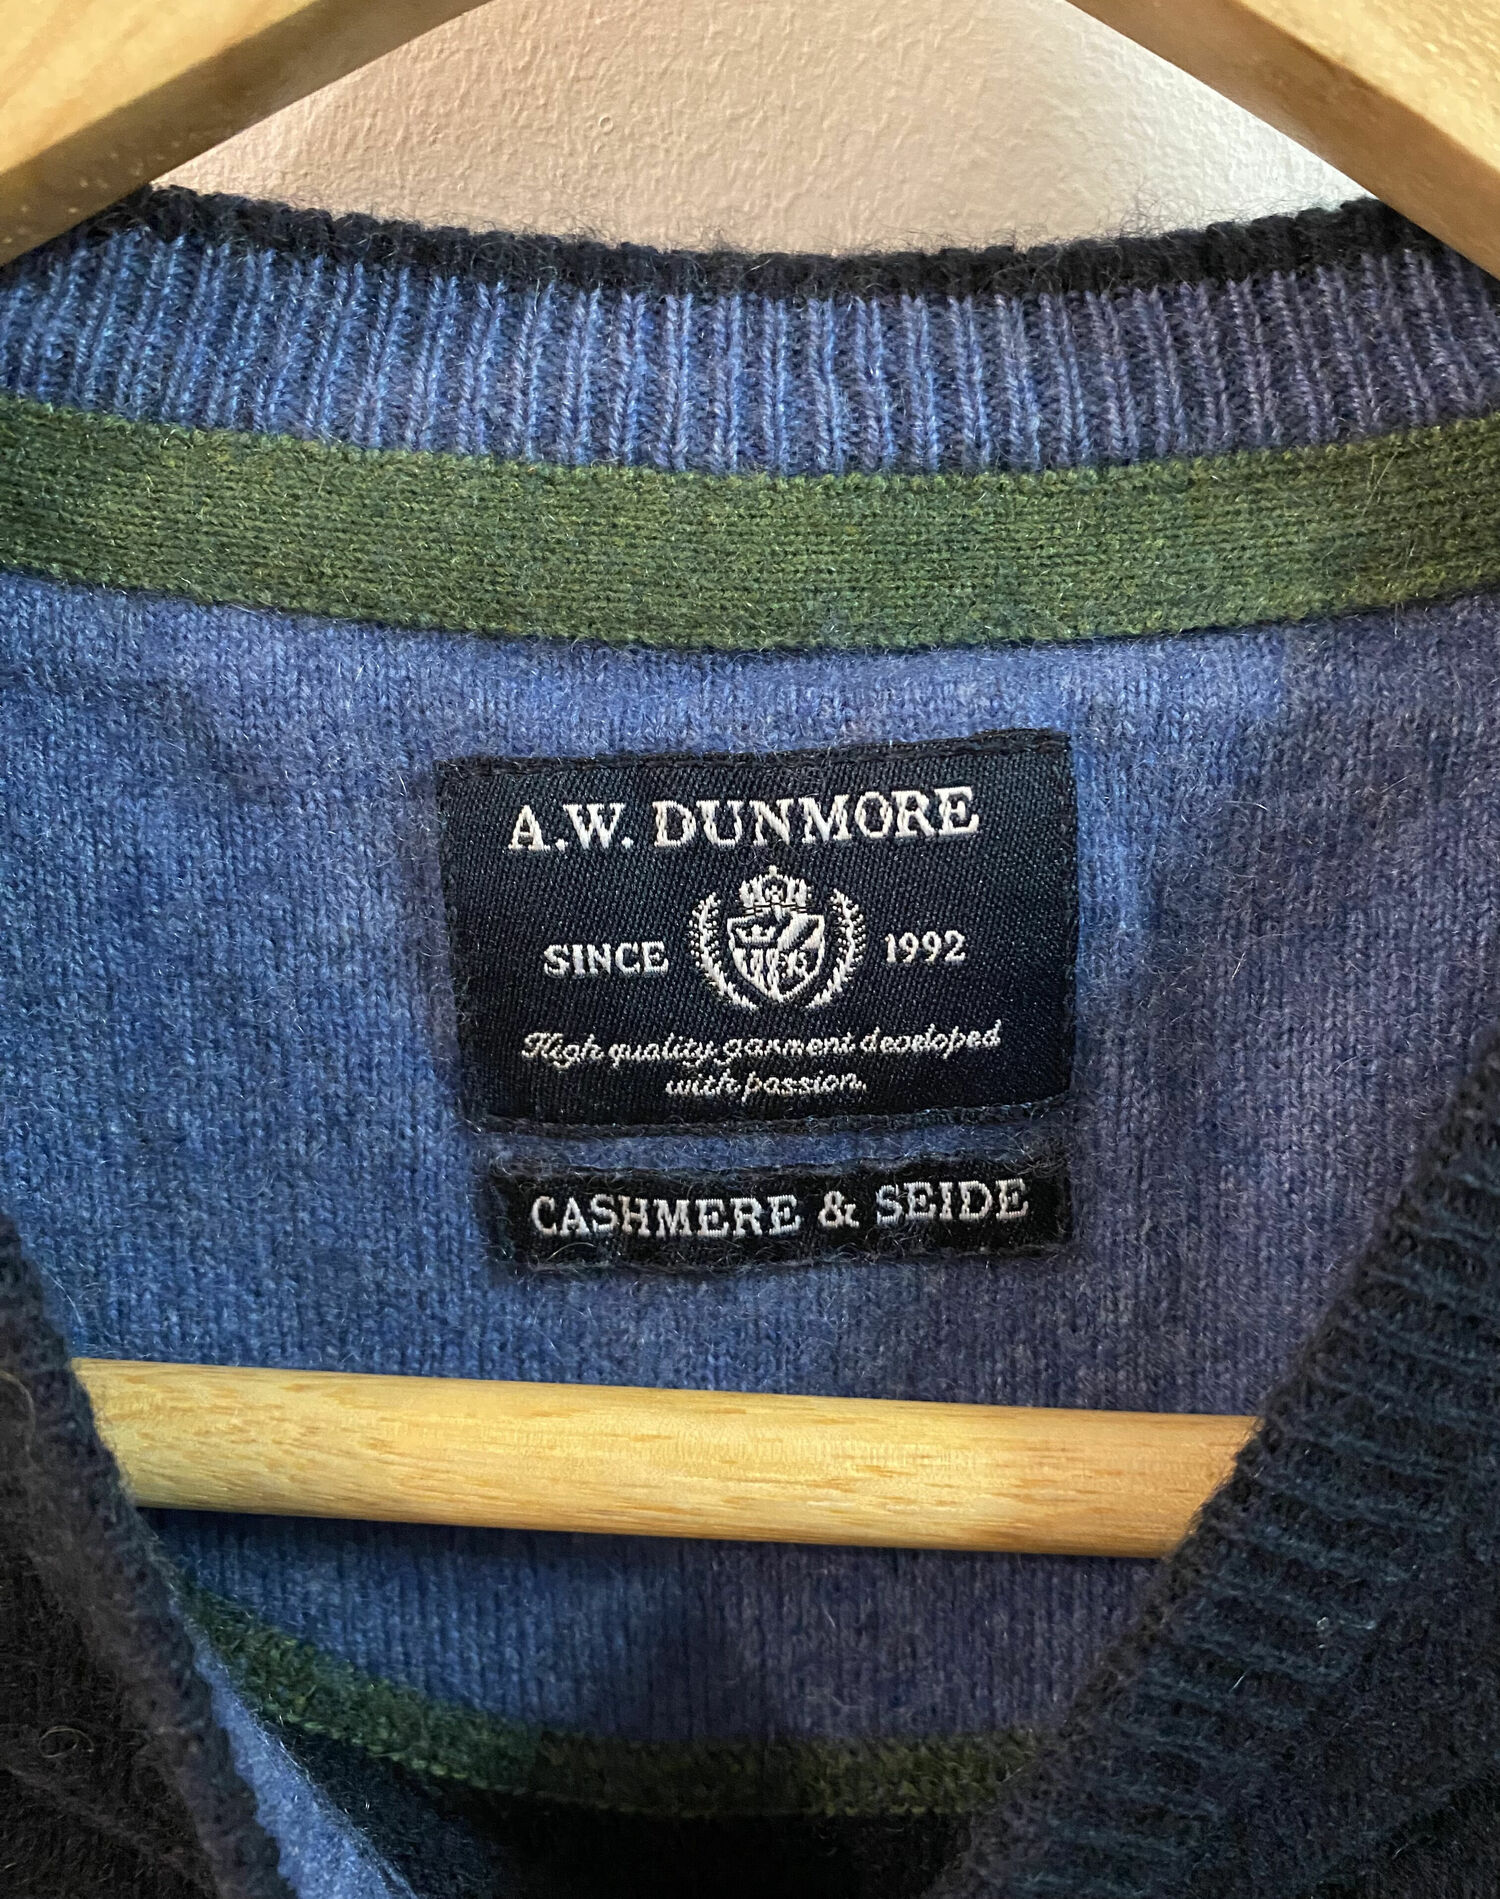 A.W. DUNMORE
SINCE 1992
High quality garment developed
with passion.
CASHMERE & SEIDE